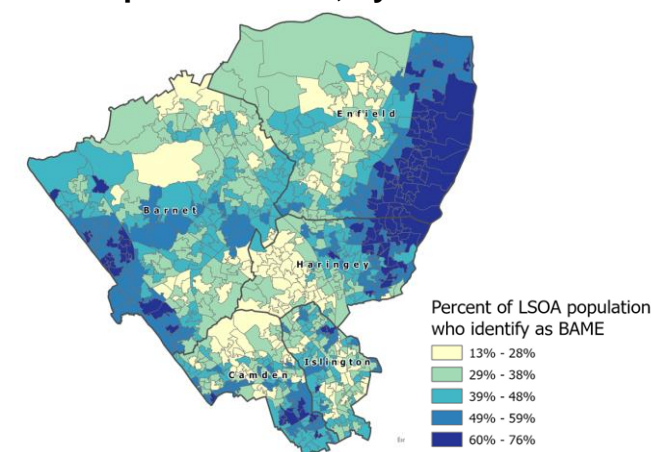 Enfield
Barnet
Haringey
Islington
Camden
Percent of LSOA population
who identify as BAME
13% - 28%
29% - 38%
39% - 48%
49% - 59%
60% - 76%